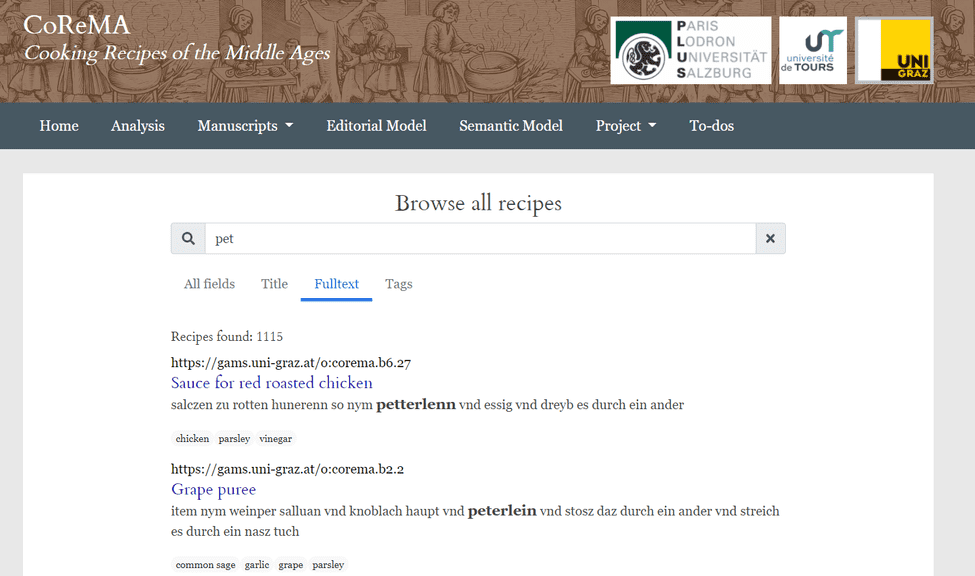 CoReMA
Cooking Recipes of the Middle Ages
PARIS
LODRON
UNIVERSITÄT
SALZBURG
université
de TOURS
UNI
GRAZ
Home Analysis Manuscripts Editorial Model Semantic Model Project To-dos
Browse all recipes
pet
All fields Title Fulltext Tags
Recipes found: 1115
https://gams.uni-graz.at/o:corema.b6.27
Sauce for red roasted chicken
salczen zu rotten hunerenn so nym petterlenn vnd essig vnd dreyb es durch ein ander
chicken parsley vinegar
https://gams.uni-graz.at/o:corema.b2.2
Grape puree
item nym weinper salluan vnd knoblach haupt vnd peterlein vnd stosz daz durch ein ander vnd streich
es durch ein nasz tuch
common sage garlic grape parsley